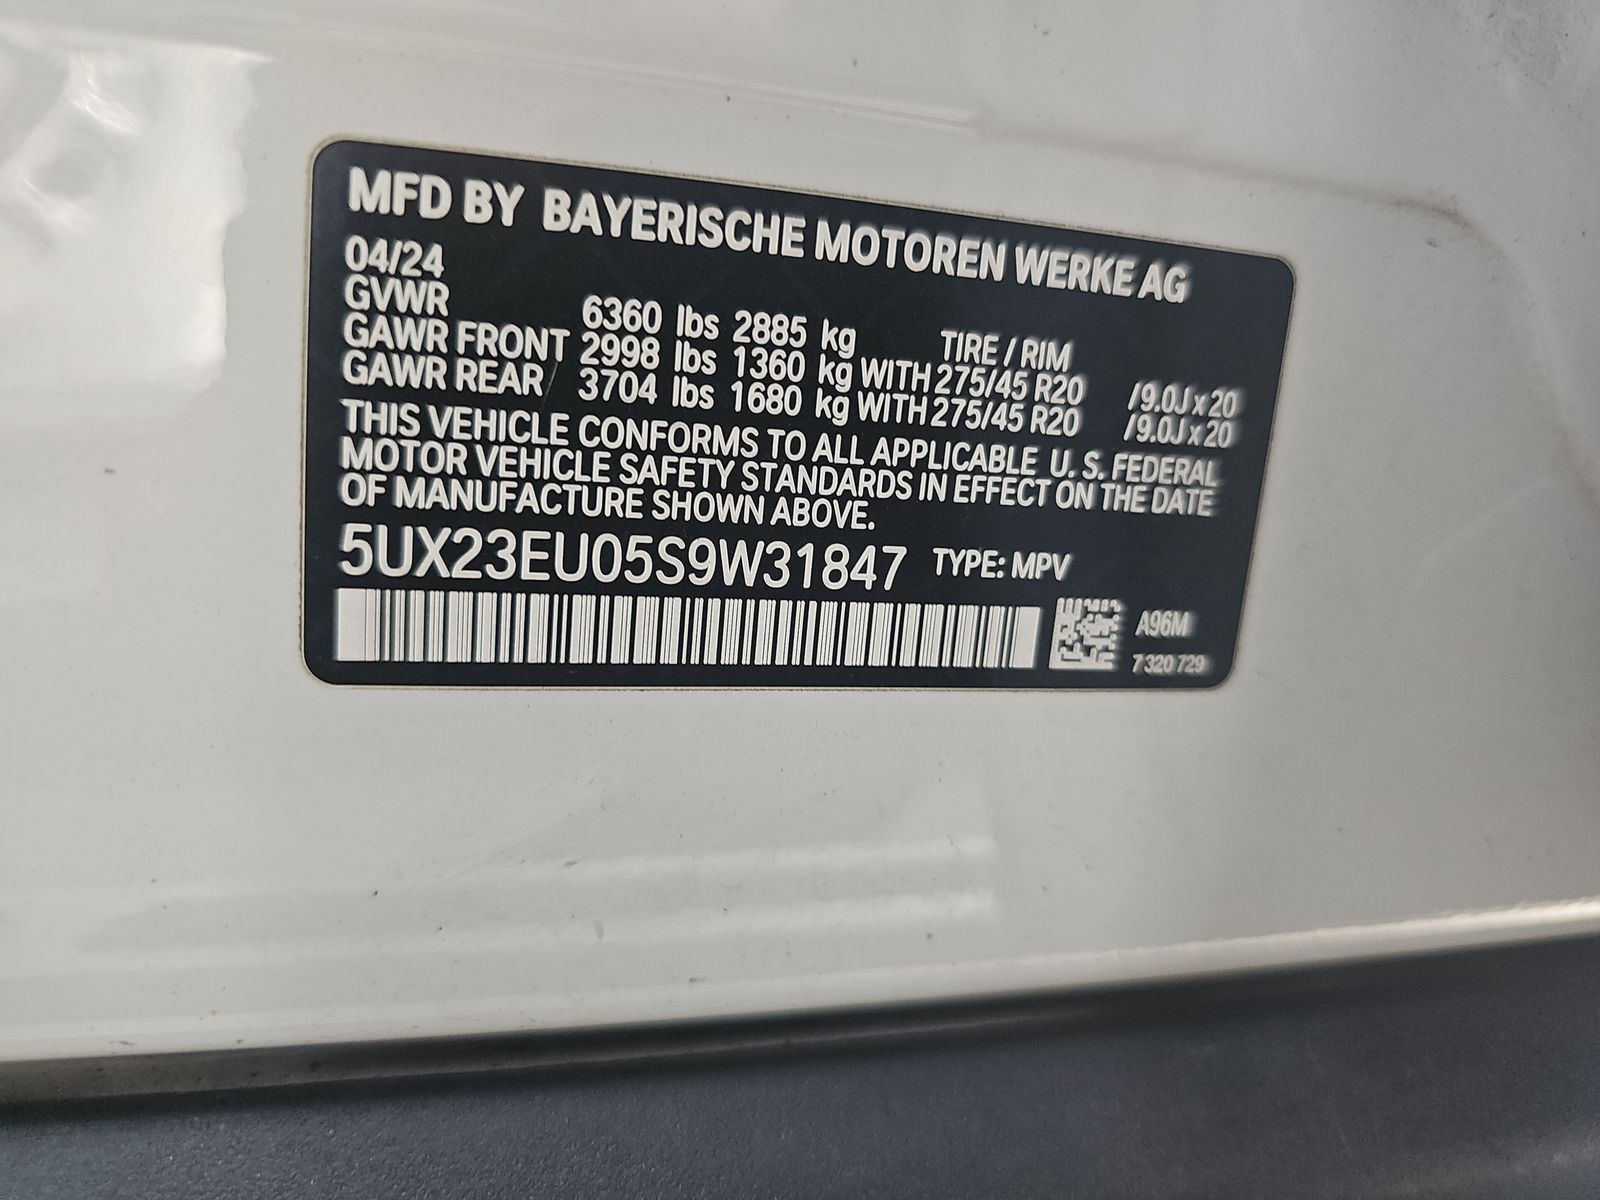 MFD BY BAYERISCHE MOTOREN WERKE AG
04/24
GVWR 6360 lbs 2885 kg TIRE / RIM
GAWR FRONT 2998 lbs 1360 kg WITH 275/45 R20 /9.0J x 20
GAWR REAR 3704 lbs 1680 kg WITH 275/45 R20 /9.0J x 20
THIS VEHICLE CONFORMS TO ALL APPLICABLE U. S. FEDERAL
MOTOR VEHICLE SAFETY STANDARDS IN EFFECT ON THE DATE
OF MANUFACTURE SHOWN ABOVE.
5UX23EU05S9W31847 TYPE: MPV
A96M
7 320 729